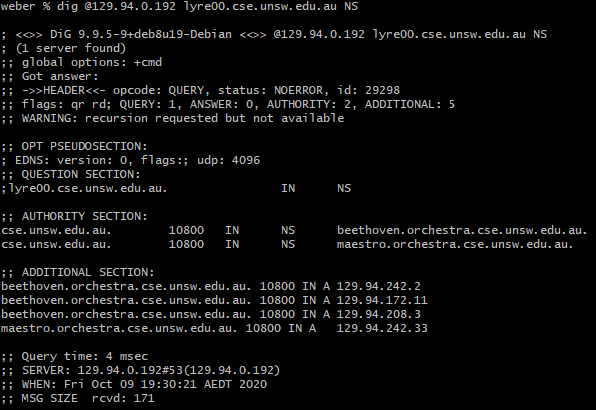 weber % dig @129.94.0.192 lyre00.cse.unsw.edu.au NS
; <<>> DiG 9.9.5-9+deb8u19-Debian <<>> @129.94.0.192 lyre00.cse.unsw.edu.au NS
; (1 server found)
;; global options: +cmd
;; Got answer:
;; ->>HEADER<<- opcode: QUERY, status: NOERROR, id: 29298
;; flags: qr rd; QUERY: 1, ANSWER: 0, AUTHORITY: 2, ADDITIONAL: 5
;; WARNING: recursion requested but not available
;; OPT PSEUDOSECTION:
; EDNS: version: 0, flags:; udp: 4096
;; QUESTION SECTION:
;lyre00.cse.unsw.edu.au. IN NS
;; AUTHORITY SECTION:
cse.unsw.edu.au. 10800 IN NS beethoven.orchestra.cse.unsw.edu.au.
cse.unsw.edu.au. 10800 IN NS maestro.orchestra.cse.unsw.edu.au.
;; ADDITIONAL SECTION:
beethoven.orchestra.cse.unsw.edu.au. 10800 IN A 129.94.242.2
beethoven.orchestra.cse.unsw.edu.au. 10800 IN A 129.94.172.11
beethoven.orchestra.cse.unsw.edu.au. 10800 IN A 129.94.208.3
maestro.orchestra.cse.unsw.edu.au. 10800 IN A 129.94.242.33
;; Query time: 4 msec
;; SERVER: 129.94.0.192#53(129.94.0.192)
;; WHEN: Fri Oct 09 19:30:21 AEDT 2020
;; MSG SIZE rcvd: 171